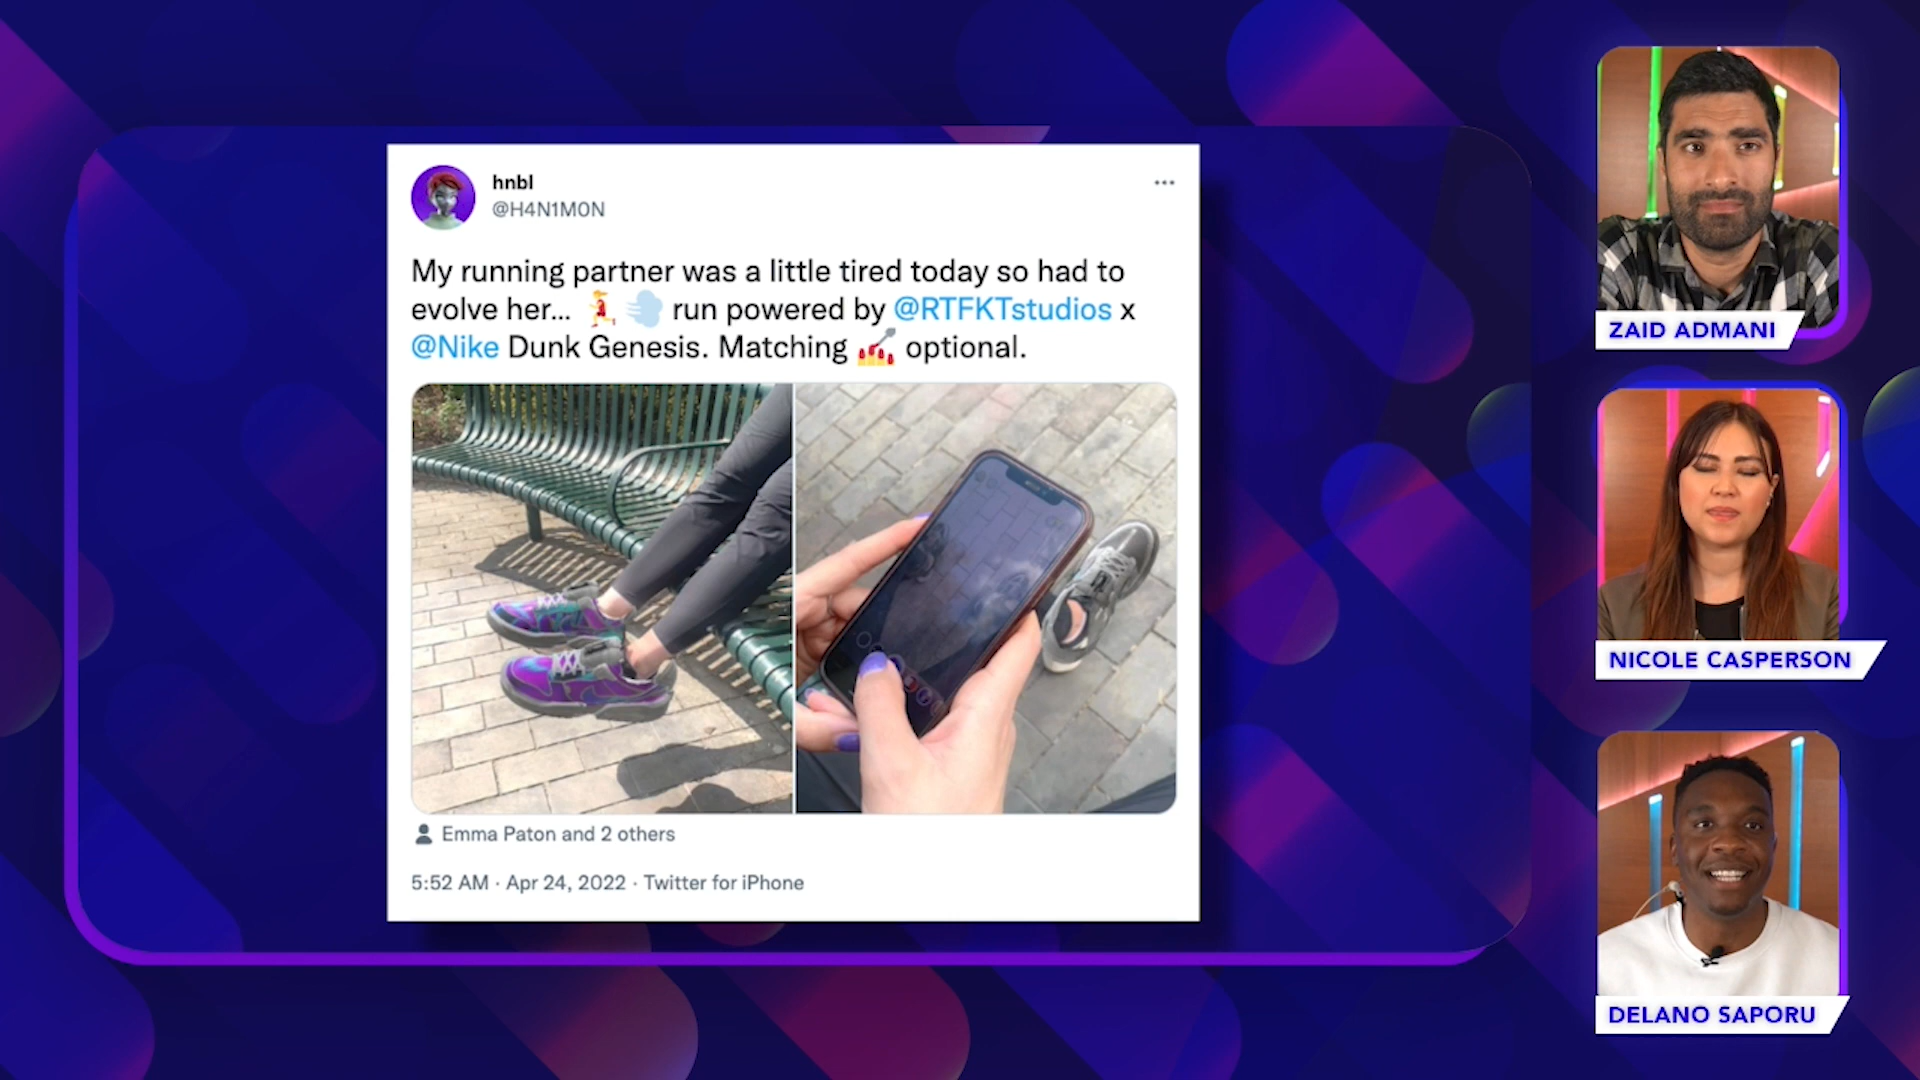 hnbl
@H4N1M0N
My running partner was a little tired today so had to
evolve her... 🏃‍♀️💨 run powered by @RTFKTstudios x
@Nike Dunk Genesis. Matching 💅 optional.
Emma Paton and 2 others
5:52 AM · Apr 24, 2022 · Twitter for iPhone
ZAID ADMANI
NICOLE CASPERSON
DELANO SAPORU